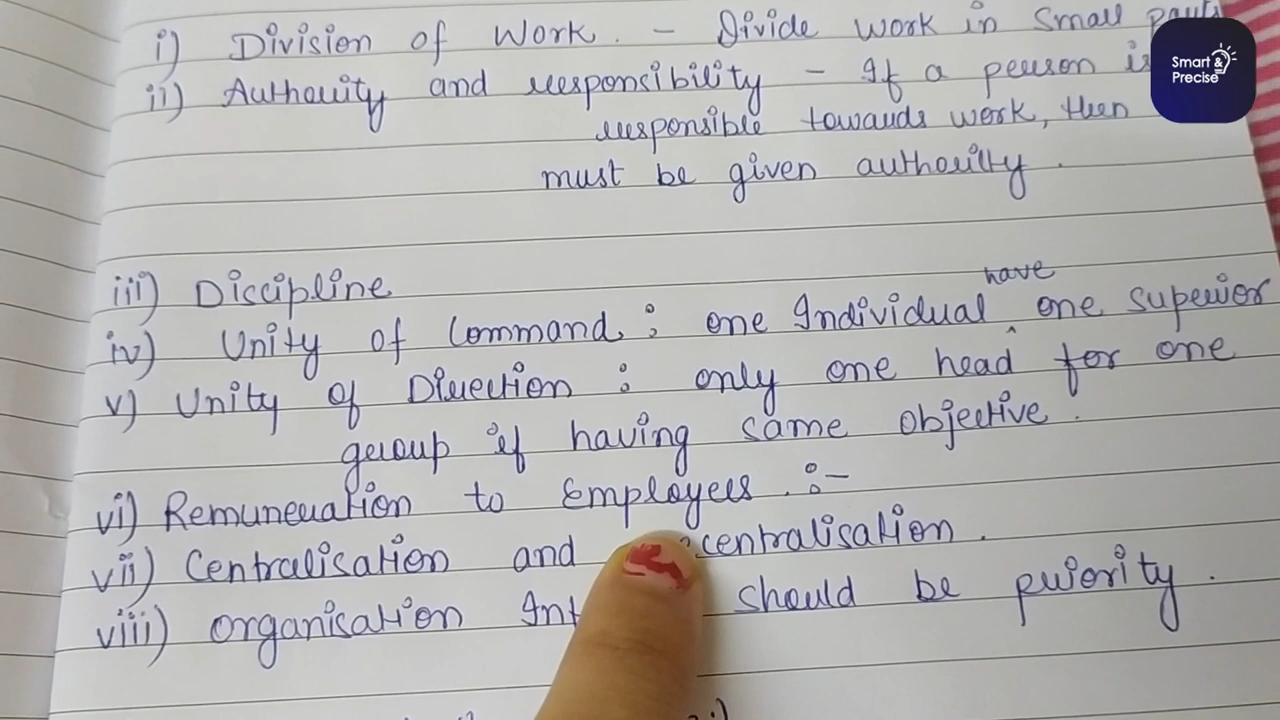 i) Division of Work. - Divide work in small parts
ii) Authority and responsibility - If a person is
responsible towards work, then
must be given authority.
iii) Discipline
have
iv) Unity of Command : one Individual ^ one superior
v) Unity of Direction : only one head for one
group if having same objective.
vi) Remuneration to Employees :-
vii) Centralisation and centralisation.
viii) organisation Int should be priority.
Smart &
Precise